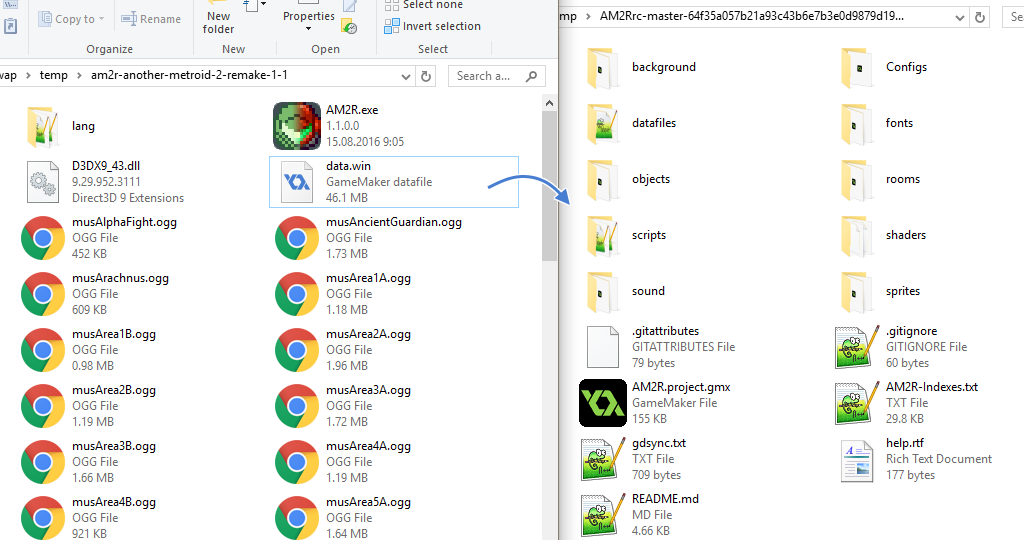 Copy to
Rename
New
folder
Properties
Select none
Invert selection
Organize
New
Open
Select
wap > temp > am2r-another-metroid-2-remake-1-1
Search a...
lang
AM2R.exe
1.1.0.0
15.08.2016 9:05
D3DX9_43.dll
9.29.952.3111
Direct3D 9 Extensions
data.win
GameMaker datafile
46.1 MB
musAlphaFight.ogg
OGG File
452 KB
musAncientGuardian.ogg
OGG File
1.73 MB
musArachnus.ogg
OGG File
609 KB
musArea1A.ogg
OGG File
1.18 MB
musArea1B.ogg
OGG File
0.98 MB
musArea2A.ogg
OGG File
1.96 MB
musArea2B.ogg
OGG File
1.19 MB
musArea3A.ogg
OGG File
1.72 MB
musArea3B.ogg
OGG File
1.66 MB
musArea4A.ogg
OGG File
1.19 MB
musArea4B.ogg
OGG File
921 KB
musArea5A.ogg
OGG File
1.64 MB
mp > AM2Rrc-master-64f35a057b21a93c43b6e7b3e0d9879d19...
Sea
background
Configs
datafiles
fonts
objects
rooms
scripts
shaders
sound
sprites
.gitattributes
GITATTRIBUTES File
79 bytes
.gitignore
GITIGNORE File
60 bytes
AM2R.project.gmx
GameMaker File
155 KB
AM2R-Indexes.txt
TXT File
29.8 KB
gdsync.txt
TXT File
709 bytes
help.rtf
Rich Text Document
177 bytes
README.md
MD File
4.66 KB